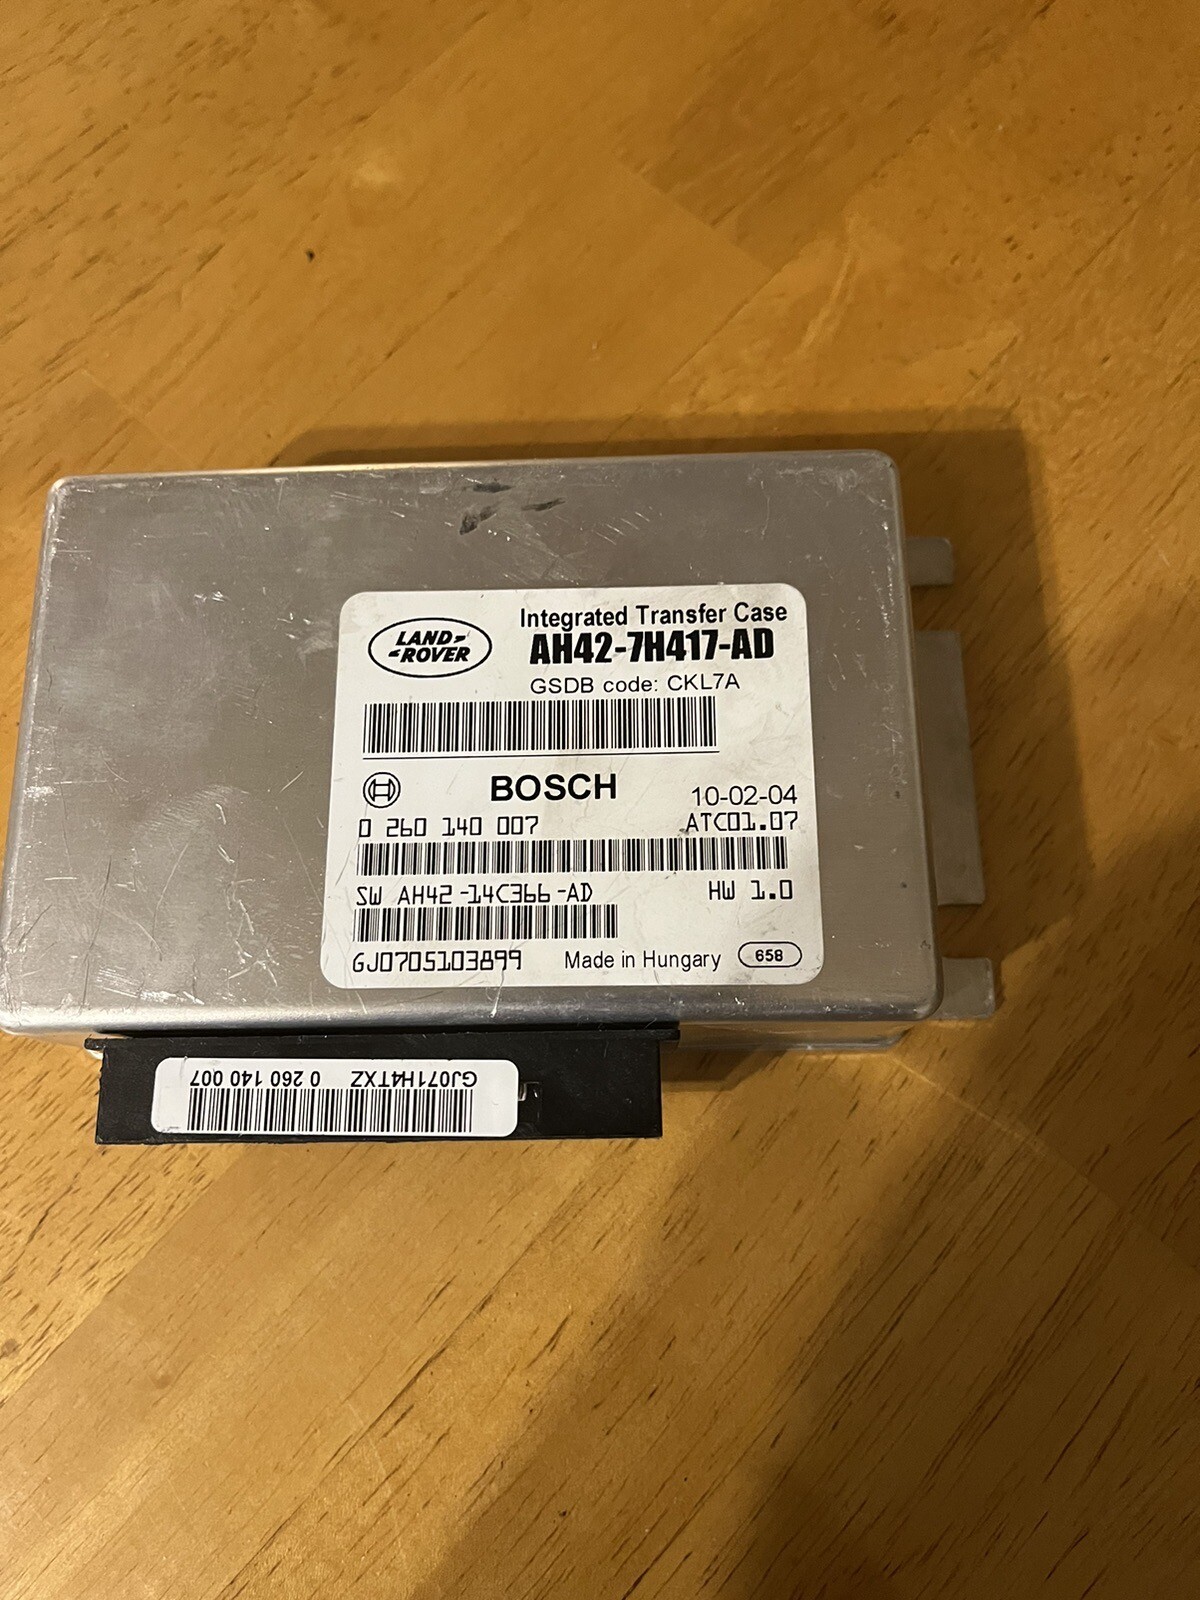 LAND
ROVER
Integrated Transfer Case
AH42-7H417-AD
GSDB code: CKL7A
BOSCH
10-02-04
0 260 140 007
ATC01.07
SW AH42-14C366-AD
HW 1.0
GJ0705103899
Made in Hungary
658
GJ071H4TXZ 0 260 140 007